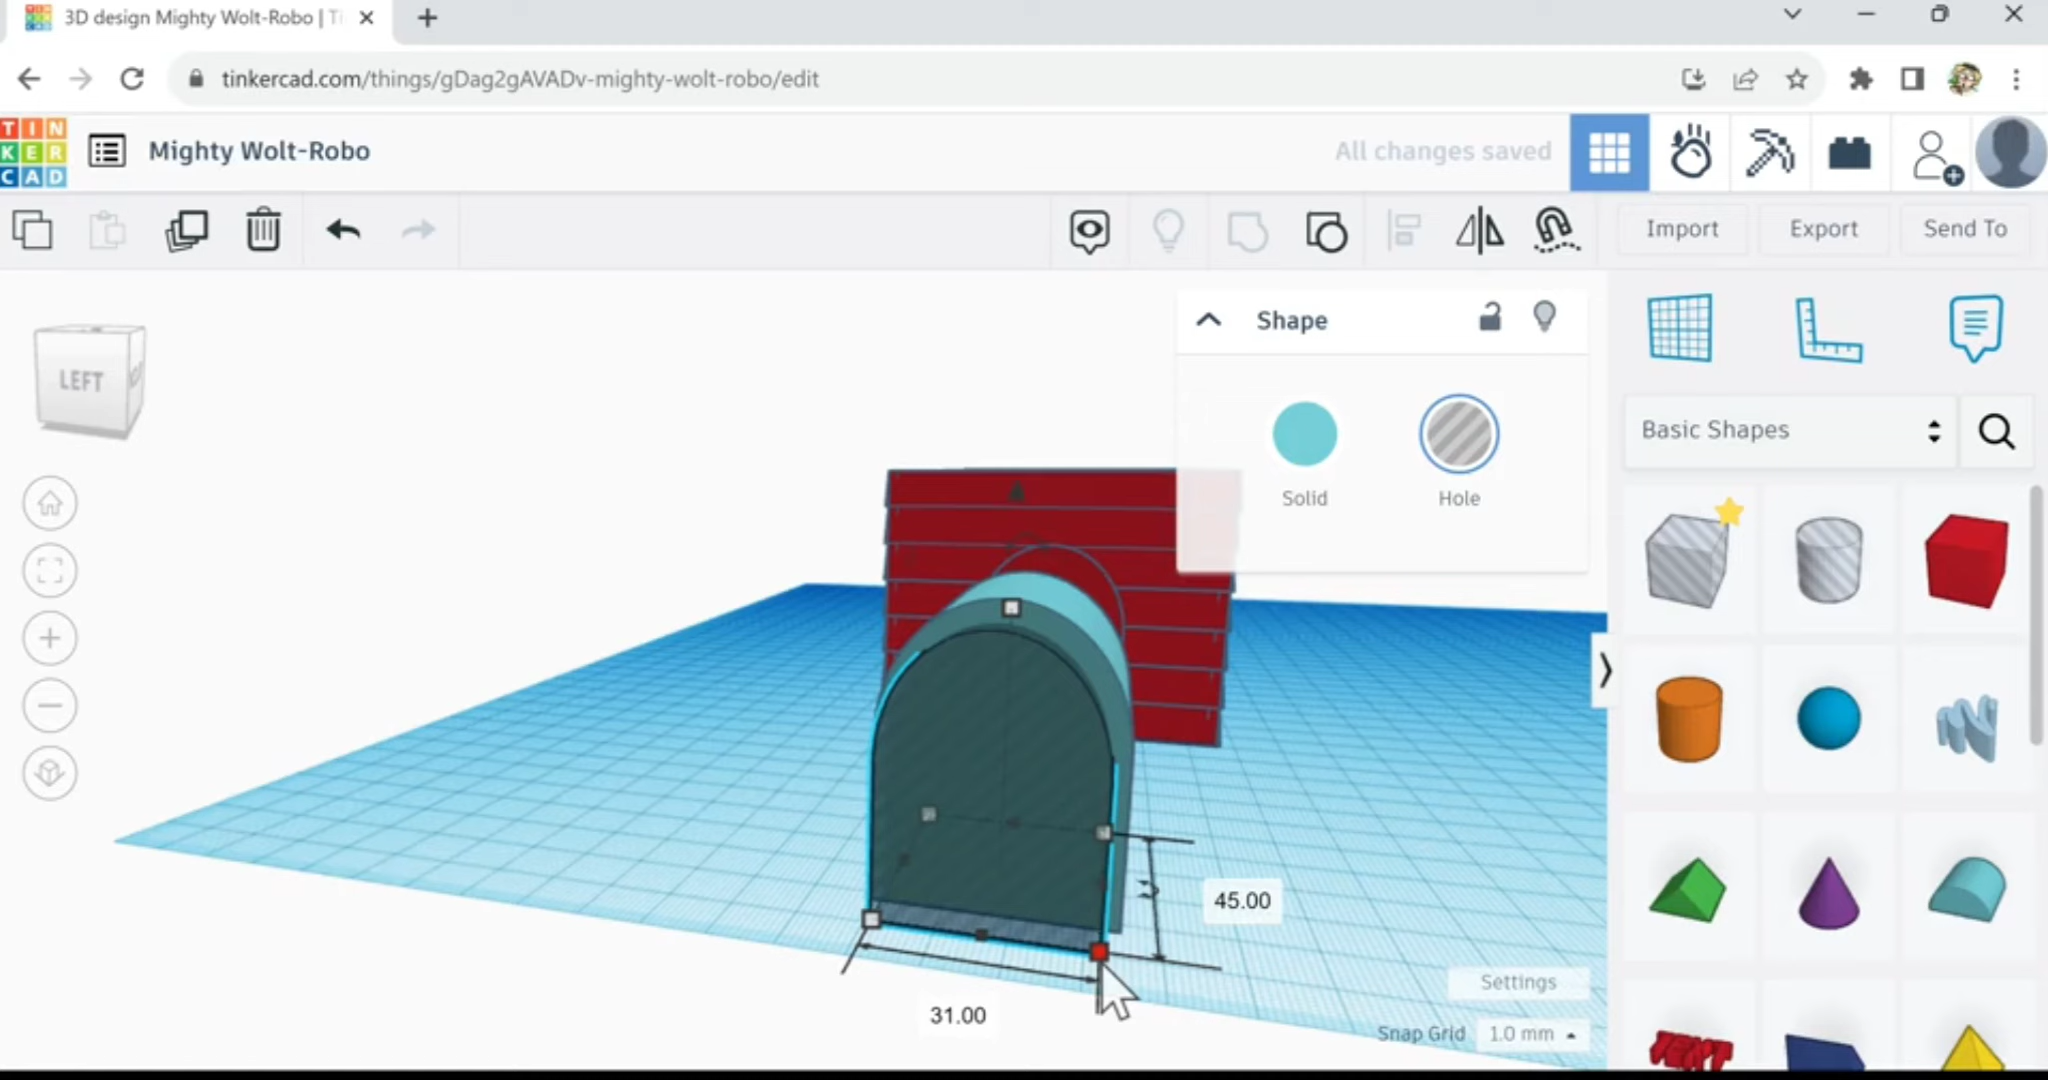 3D design Mighty Wolt-Robo | Ti
tinkercad.com/things/gDag2gAVADv-mighty-wolt-robo/edit
TIN
KER
CAD
Mighty Wolt-Robo
All changes saved
Import
Export
Send To
LEFT
Shape
Solid
Hole
Basic Shapes
45.00
31.00
Settings
Snap Grid
1.0 mm
TEXT